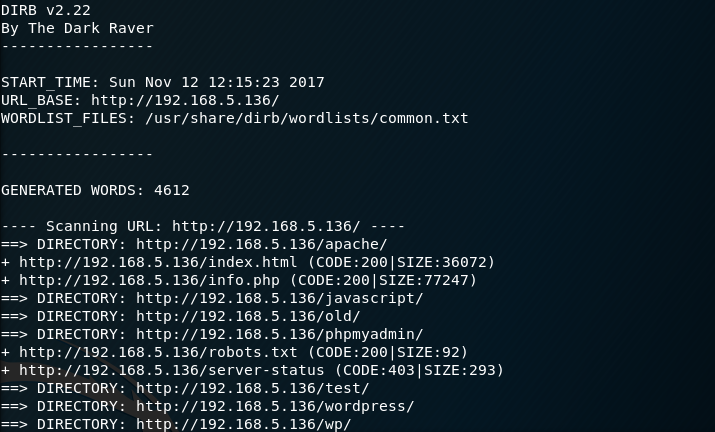 DIRB v2.22
By The Dark Raver
-----------------
START_TIME: Sun Nov 12 12:15:23 2017
URL_BASE: http://192.168.5.136/
WORDLIST_FILES: /usr/share/dirb/wordlists/common.txt
-----------------
GENERATED WORDS: 4612
---- Scanning URL: http://192.168.5.136/ ----
==> DIRECTORY: http://192.168.5.136/apache/
+ http://192.168.5.136/index.html (CODE:200|SIZE:36072)
+ http://192.168.5.136/info.php (CODE:200|SIZE:77247)
==> DIRECTORY: http://192.168.5.136/javascript/
==> DIRECTORY: http://192.168.5.136/old/
==> DIRECTORY: http://192.168.5.136/phpmyadmin/
+ http://192.168.5.136/robots.txt (CODE:200|SIZE:92)
+ http://192.168.5.136/server-status (CODE:403|SIZE:293)
==> DIRECTORY: http://192.168.5.136/test/
==> DIRECTORY: http://192.168.5.136/wordpress/
==> DIRECTORY: http://192.168.5.136/wp/